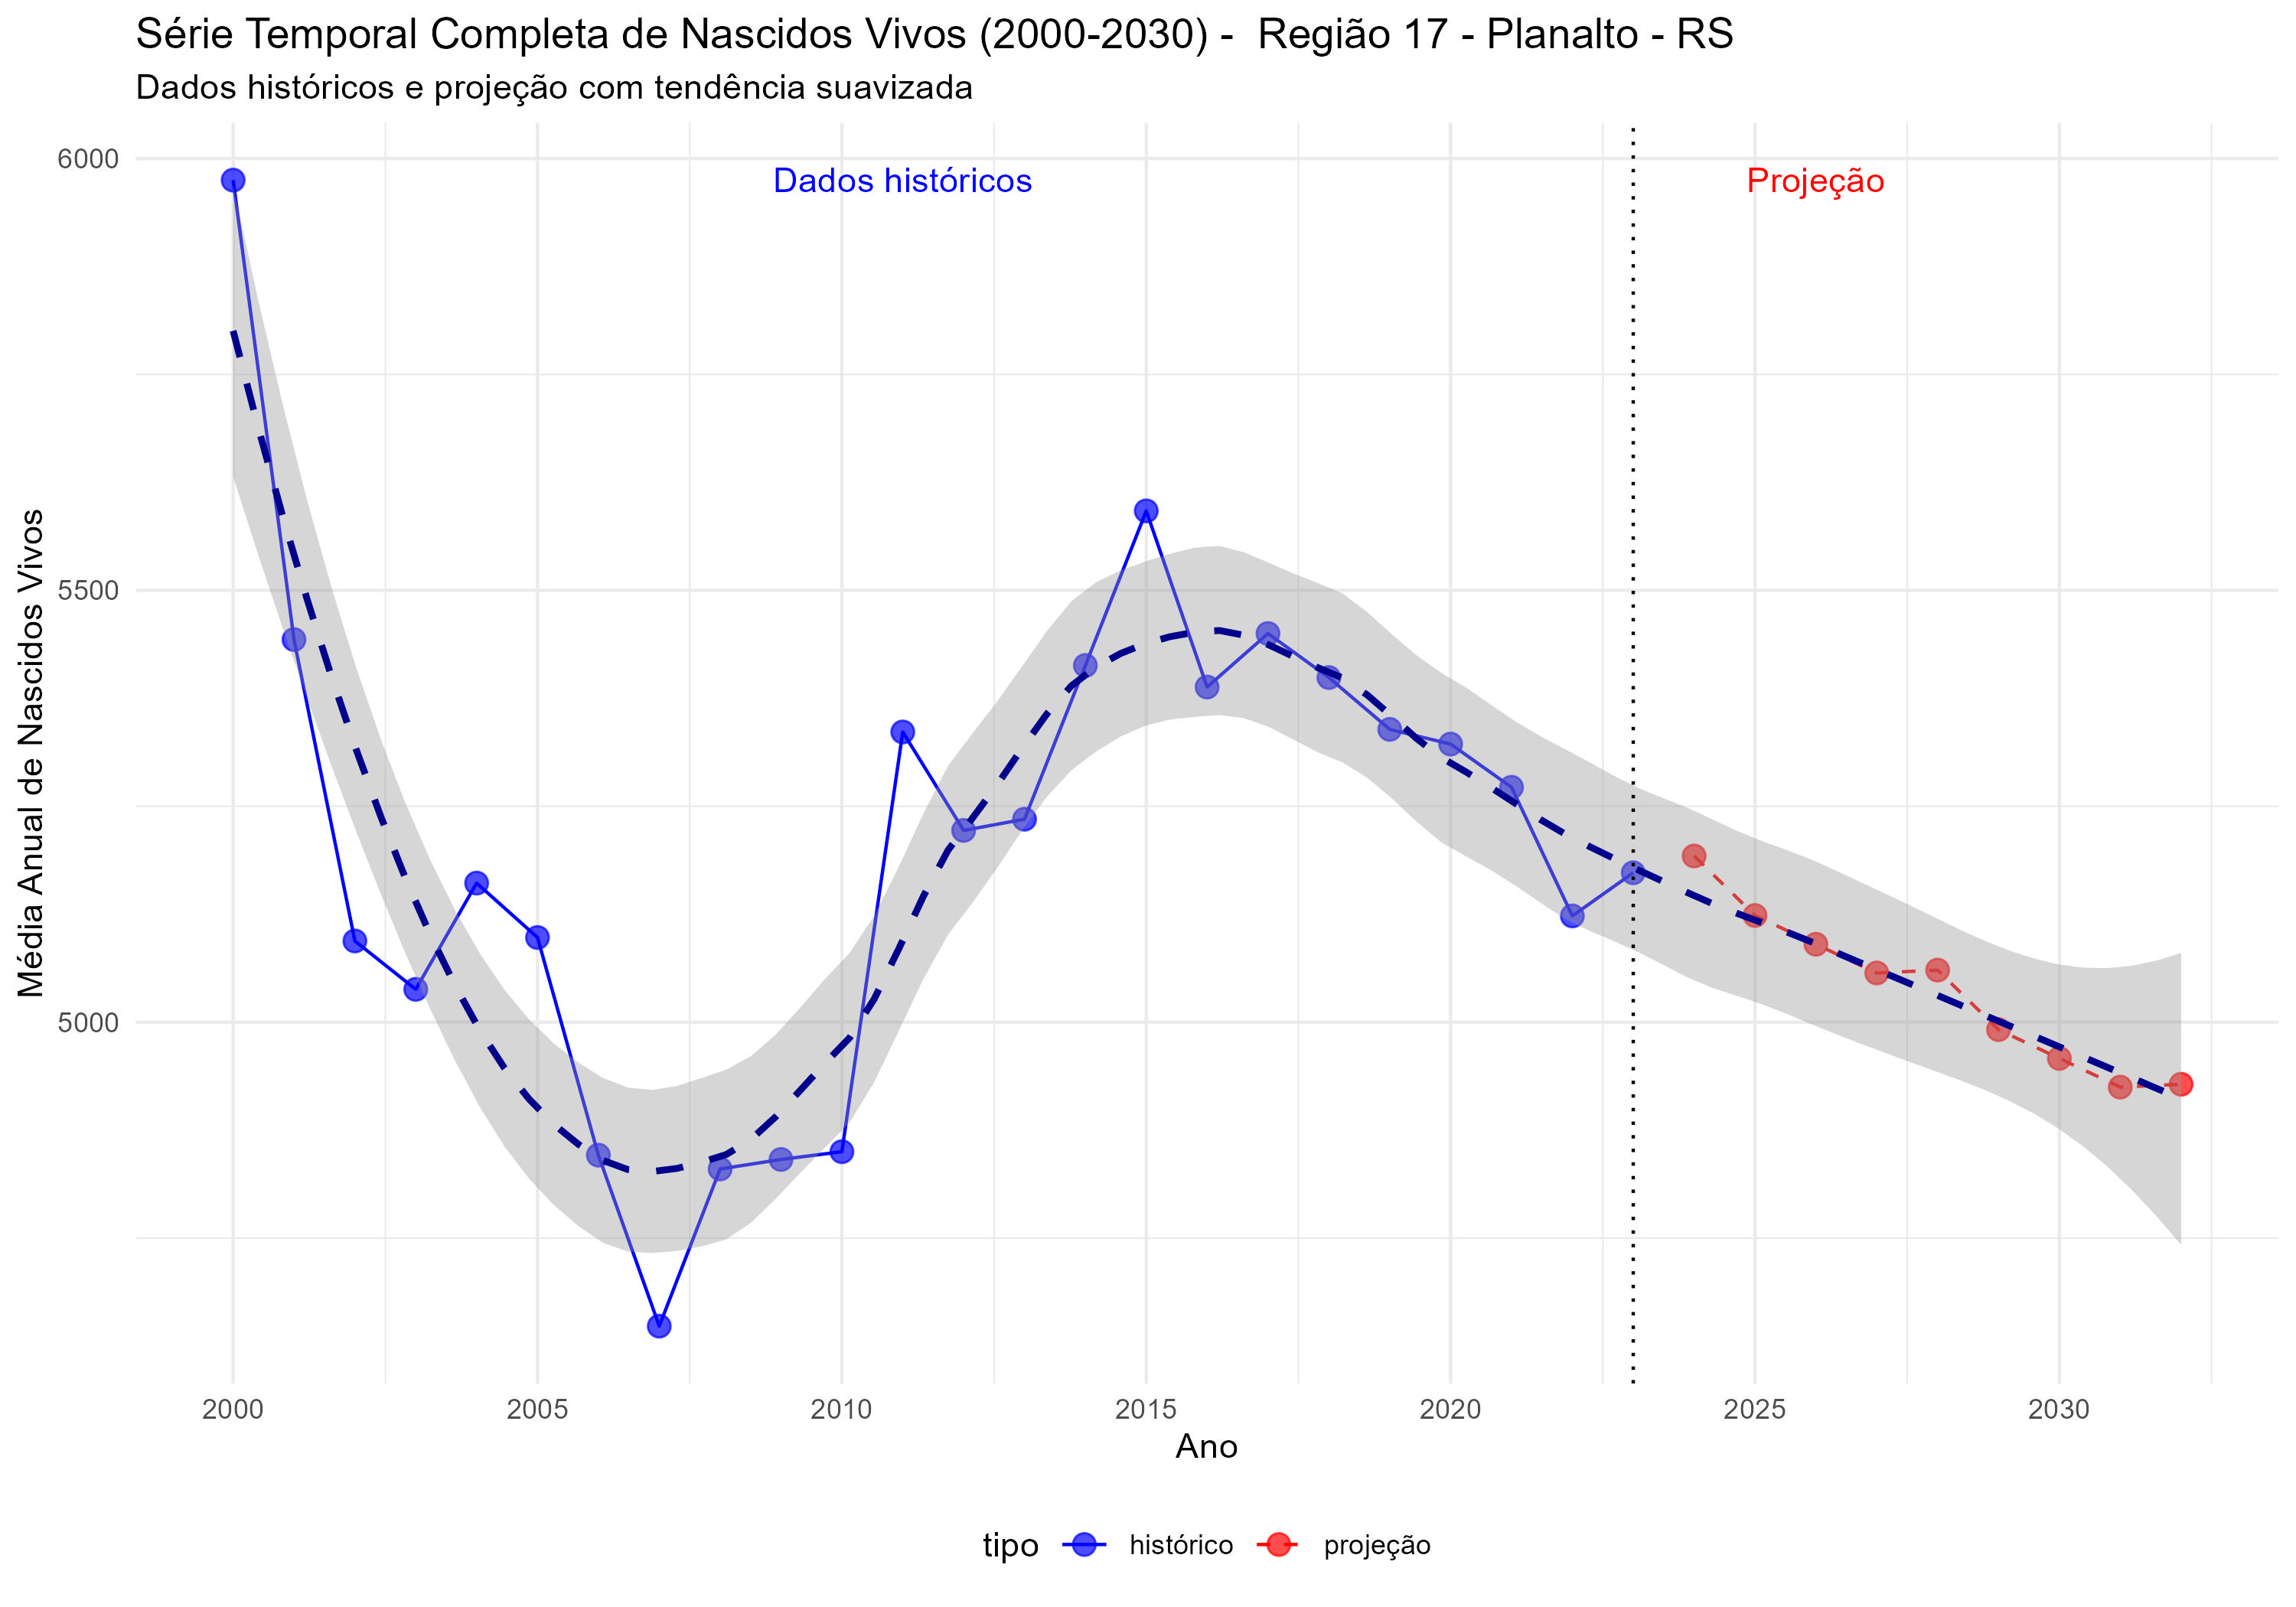 Série Temporal Completa de Nascidos Vivos (2000-2030) -  Região 17 - Planalto - RS
Dados históricos e projeção com tendência suavizada
Dados históricos
Projeção
Média Anual de Nascidos Vivos
6000
5500
5000
2000
2005
2010
2015
2020
2025
2030
Ano
tipo
histórico
projeção